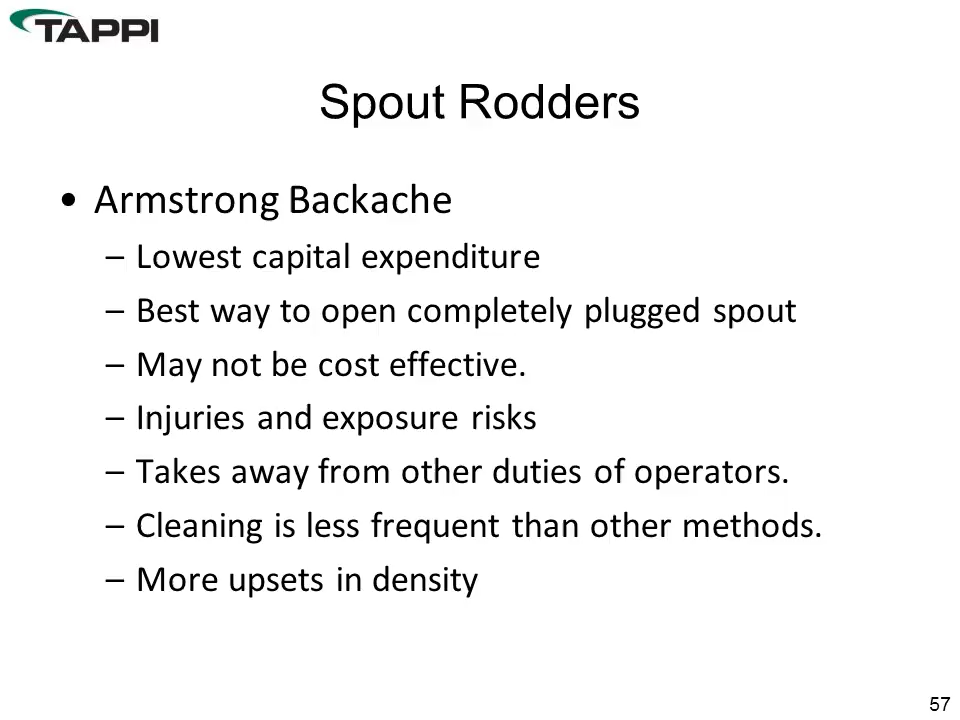 TAPPI
Spout Rodders
• Armstrong Backache
– Lowest capital expenditure
– Best way to open completely plugged spout
– May not be cost effective.
– Injuries and exposure risks
– Takes away from other duties of operators.
– Cleaning is less frequent than other methods.
– More upsets in density
57